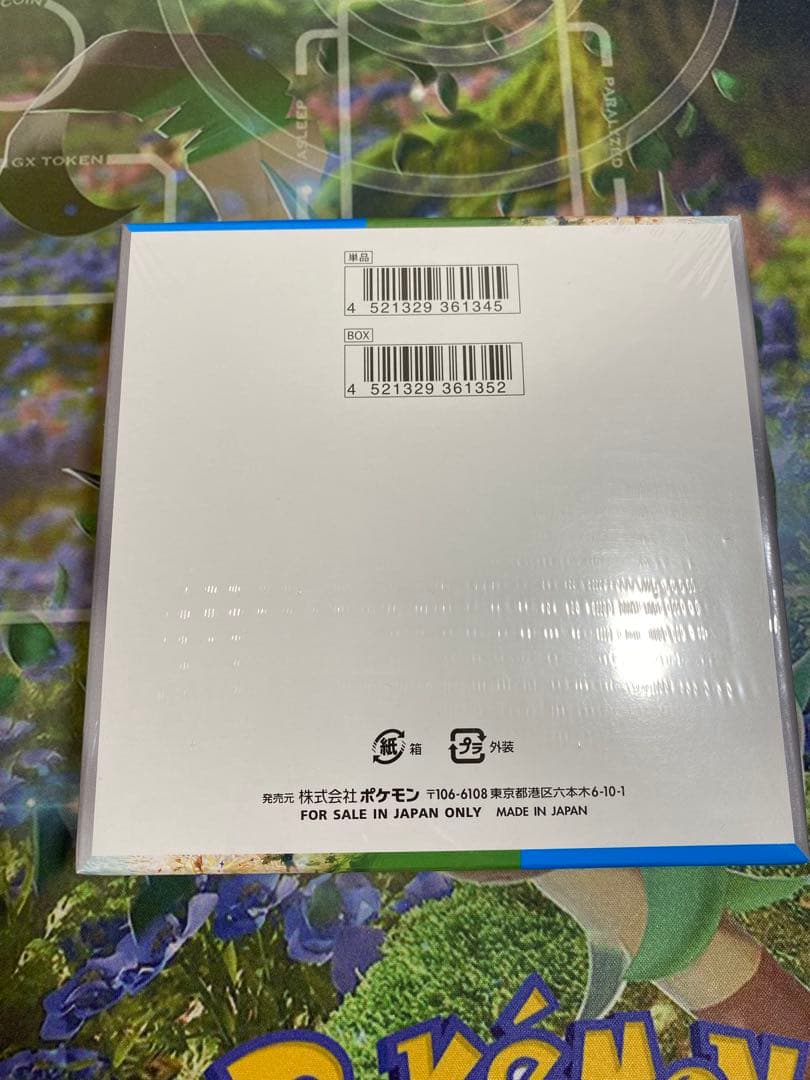 COIN
GX TOKEN
ASLEEP
PARALYZED
単品
4 521329 361345
BOX
4 521329 361352
紙 箱 プラ 外装
発売元 株式会社 ポケモン 〒106-6108 東京都港区六本木6-10-1
FOR SALE IN JAPAN ONLY MADE IN JAPAN
POKéMON